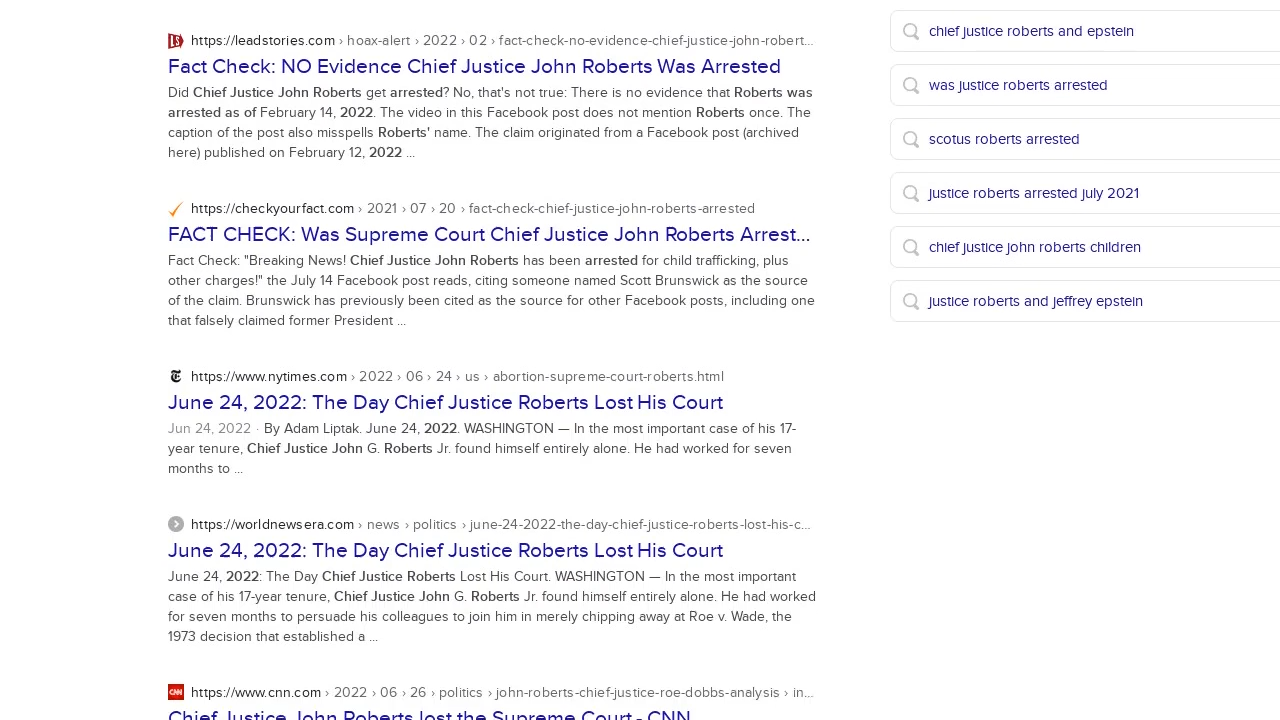 https://leadstories.com › hoax-alert › 2022 › 02 › fact-check-no-evidence-chief-justice-john-robert...
Fact Check: NO Evidence Chief Justice John Roberts Was Arrested
Did Chief Justice John Roberts get arrested? No, that's not true: There is no evidence that Roberts was
arrested as of February 14, 2022. The video in this Facebook post does not mention Roberts once. The
caption of the post also misspells Roberts' name. The claim originated from a Facebook post (archived
here) published on February 12, 2022 ...
https://checkyourfact.com › 2021 › 07 › 20 › fact-check-chief-justice-john-roberts-arrested
FACT CHECK: Was Supreme Court Chief Justice John Roberts Arrest...
Fact Check: "Breaking News! Chief Justice John Roberts has been arrested for child trafficking, plus
other charges!" the July 14 Facebook post reads, citing someone named Scott Brunswick as the source
of the claim. Brunswick has previously been cited as the source for other Facebook posts, including one
that falsely claimed former President ...
https://www.nytimes.com › 2022 › 06 › 24 › us › abortion-supreme-court-roberts.html
June 24, 2022: The Day Chief Justice Roberts Lost His Court
Jun 24, 2022 · By Adam Liptak. June 24, 2022. WASHINGTON — In the most important case of his 17-
year tenure, Chief Justice John G. Roberts Jr. found himself entirely alone. He had worked for seven
months to ...
https://worldnewsera.com › news › politics › june-24-2022-the-day-chief-justice-roberts-lost-his-c...
June 24, 2022: The Day Chief Justice Roberts Lost His Court
June 24, 2022: The Day Chief Justice Roberts Lost His Court. WASHINGTON — In the most important
case of his 17-year tenure, Chief Justice John G. Roberts Jr. found himself entirely alone. He had worked
for seven months to persuade his colleagues to join him in merely chipping away at Roe v. Wade, the
1973 decision that established a ...
CNN https://www.cnn.com › 2022 › 06 › 26 › politics › john-roberts-chief-justice-roe-dobbs-analysis › in...
Chief Justice John Roberts lost the Supreme Court - CNN
chief justice roberts and epstein
was justice roberts arrested
scotus roberts arrested
justice roberts arrested july 2021
chief justice john roberts children
justice roberts and jeffrey epstein